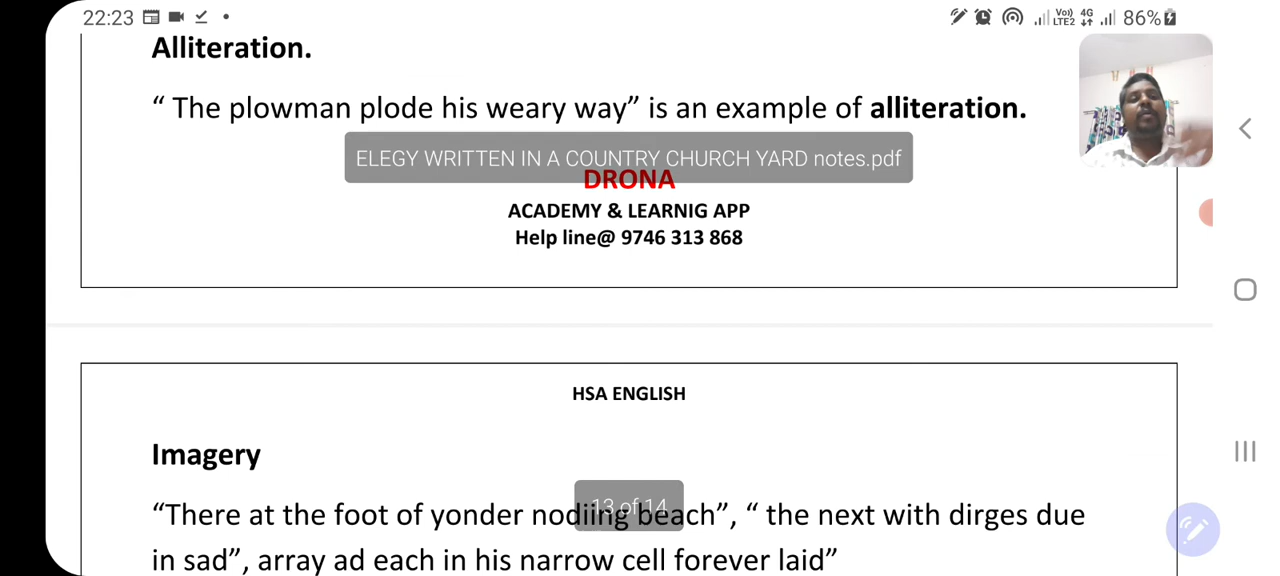 22:23 Vo) LTE2 4G 86%
Alliteration.
“ The plowman plode his weary way” is an example of alliteration.
ELEGY WRITTEN IN A COUNTRY CHURCH YARD notes.pdf
DRONA
ACADEMY & LEARNIG APP
Help line@ 9746 313 868
HSA ENGLISH
Imagery
13 of 14
“There at the foot of yonder nodiing beach”, “ the next with dirges due
in sad”, array ad each in his narrow cell forever laid”